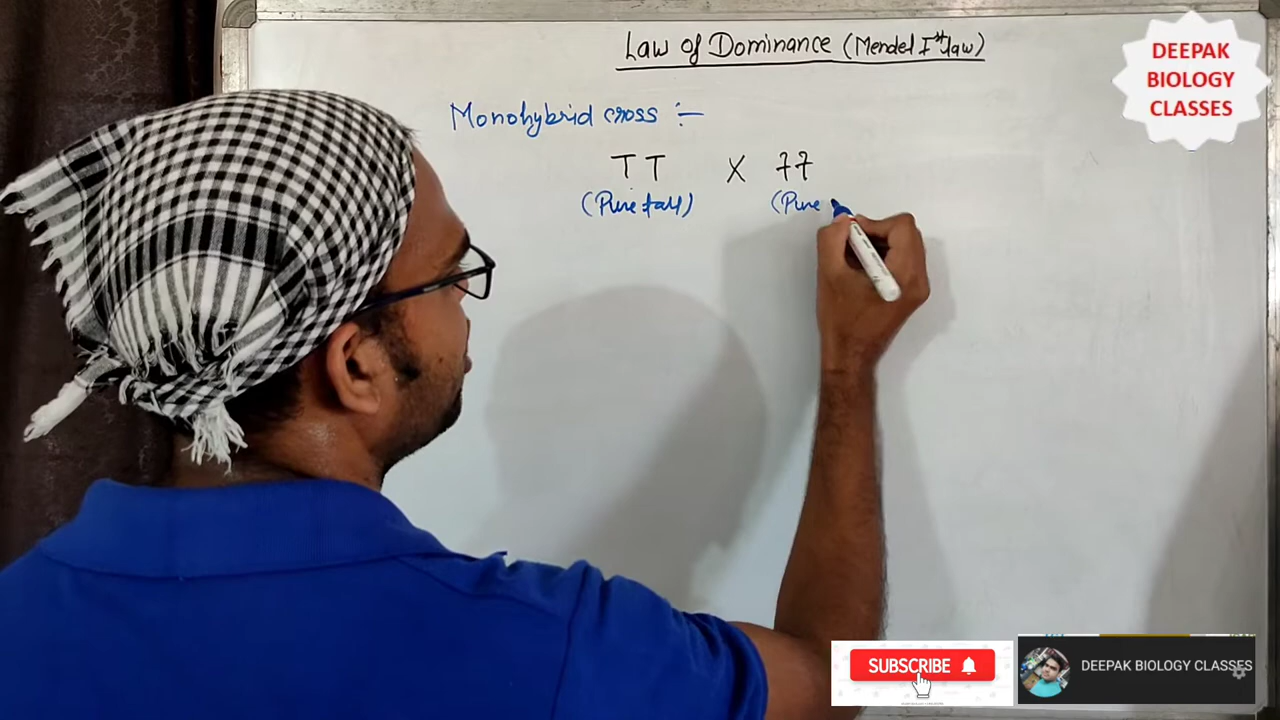 Law of Dominance (Mendel Ist law)
DEEPAK
BIOLOGY
CLASSES
Monohybrid cross :-
TT X tt
(Pure tall) (Pure
SUBSCRIBE
DEEPAK BIOLOGY CLASSES